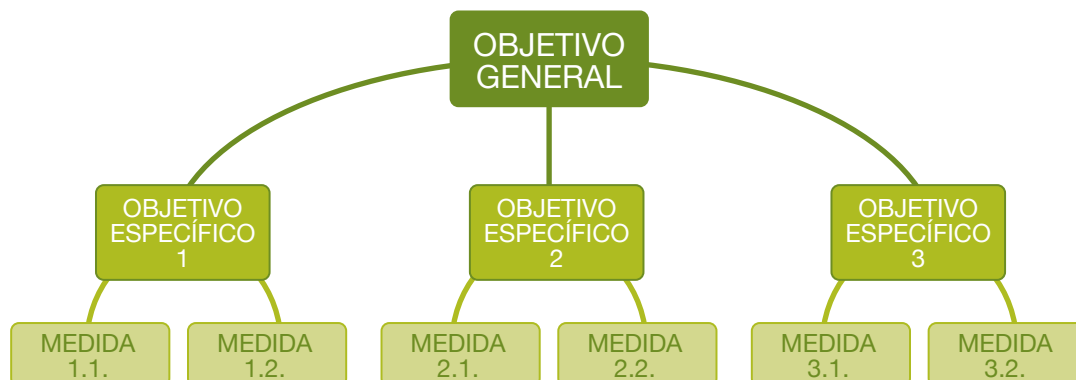 OBJETIVO
GENERAL
OBJETIVO
ESPECÍFICO
1
OBJETIVO
ESPECÍFICO
2
OBJETIVO
ESPECÍFICO
3
MEDIDA
1.1.
MEDIDA
1.2.
MEDIDA
2.1.
MEDIDA
2.2.
MEDIDA
3.1.
MEDIDA
3.2.